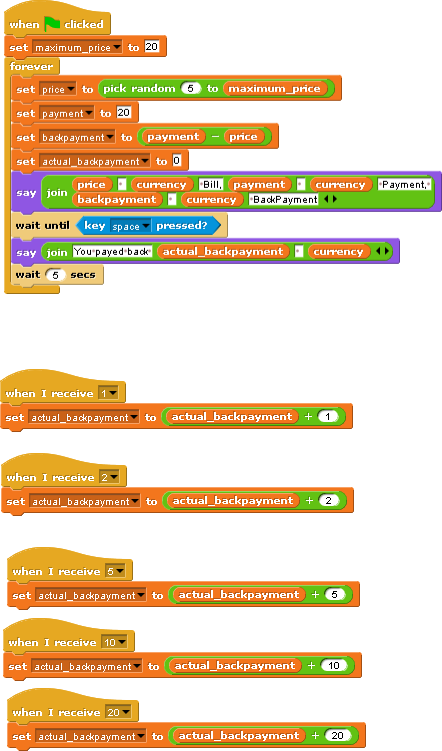 when clicked
set maximum_price to 20
forever
set price to pick random 5 to maximum_price
set payment to 20
set backpayment to payment - price
set actual_backpayment to 0
say join price currency Bill, payment currency Payment,
backpayment currency BackPayment
wait until key space pressed?
say join You payed back actual_backpayment currency
wait 5 secs
when I receive 1
set actual_backpayment to actual_backpayment + 1
when I receive 2
set actual_backpayment to actual_backpayment + 2
when I receive 5
set actual_backpayment to actual_backpayment + 5
when I receive 10
set actual_backpayment to actual_backpayment + 10
when I receive 20
set actual_backpayment to actual_backpayment + 20